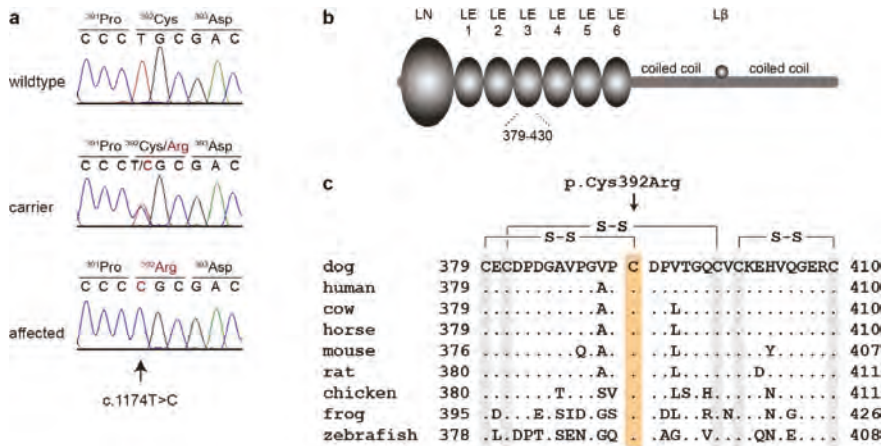 a
391Pro 392Cys 393Asp
C C C T G C G A C
wildtype
391Pro 392Cys/Arg 393Asp
C C C T/C G C G A C
carrier
391Pro 392Arg 393Asp
C C C C G C G A C
affected
c.1174T>C
b
LN LE 1 LE 2 LE 3 LE 4 LE 5 LE 6 Lβ
coiled coil coiled coil
379-430
c
p.Cys392Arg
S-S
S-S S-S
dog 379 CECDPDGAVPGVP C DPVTGQCVCKEHVQGERC 410
human 379 ...........A. . .................. 410
cow 379 ...........A. . ..L............... 410
horse 379 ...........A. . ..L............... 410
mouse 376 .........Q.A. . ..L........Y...... 407
rat 380 ...........A. . ..L.......D....... 411
chicken 380 .......T...SV . ..LS.H.....N...... 411
frog 395 .D...E.SID.GS . .DL..R.N...N.G.... 426
zebrafish 378 .L.DPT.SEN.GQ . .AG..V....QN.E.... 408